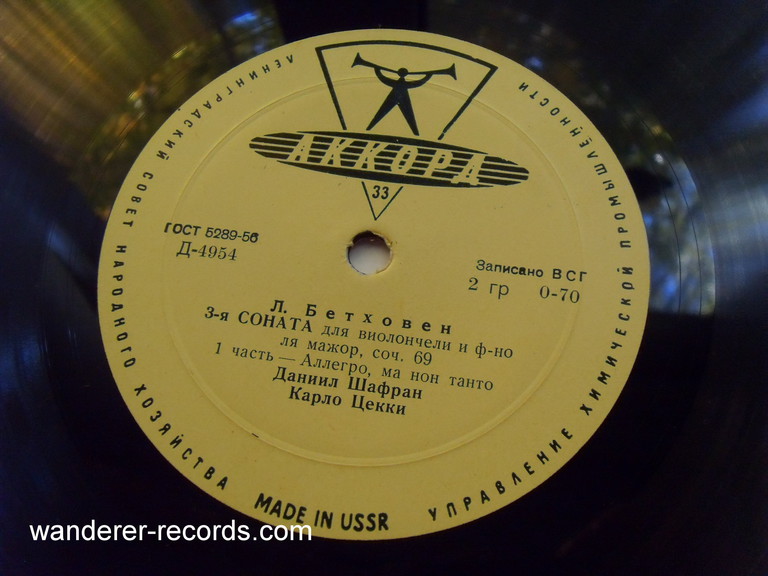 ЛЕНИНГРАДСКИЙ СОВЕТ НАРОДНОГО ХОЗЯЙСТВА
УПРАВЛЕНИЕ ХИМИЧЕСКОЙ ПРОМЫШЛЕННОСТИ
АККОРД
33
ГОСТ 5289-56
Д-4954
Записано ВСГ
2 гр 0-70
Л. Бетховен
3-я СОНАТА для виолончели и ф-но
ля мажор, соч. 69
1 часть — Аллегро, ма нон танто
Даниил Шафран
Карло Цекки
MADE IN USSR
wanderer-records.com